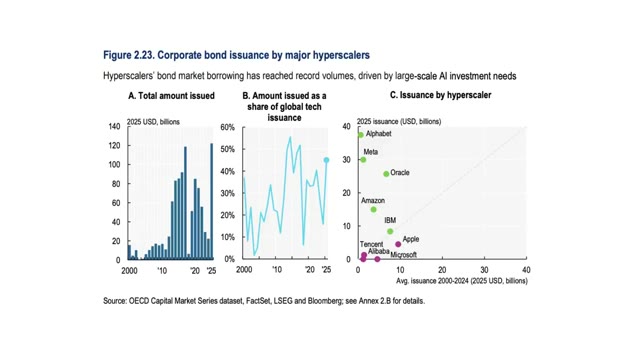 Figure 2.23. Corporate bond issuance by major hyperscalers
Hyperscalers' bond market borrowing has reached record volumes, driven by large-scale AI investment needs
A. Total amount issued
2025 USD, billions
140
120
100
80
60
40
20
0
2000
'10
'20
'25
B. Amount issued as a
share of global tech
issuance
60%
50%
40%
30%
20%
10%
0%
2000
'10
'20
'25
C. Issuance by hyperscaler
2025 issuance (USD, billions)
40
30
20
10
0
Alphabet
Meta
Oracle
Amazon
IBM
Apple
Tencent
Alibaba
Microsoft
0
10
20
30
40
Avg. issuance 2000-2024 (2025 USD, billions)
Source: OECD Capital Market Series dataset, FactSet, LSEG and Bloomberg; see Annex 2.B for details.